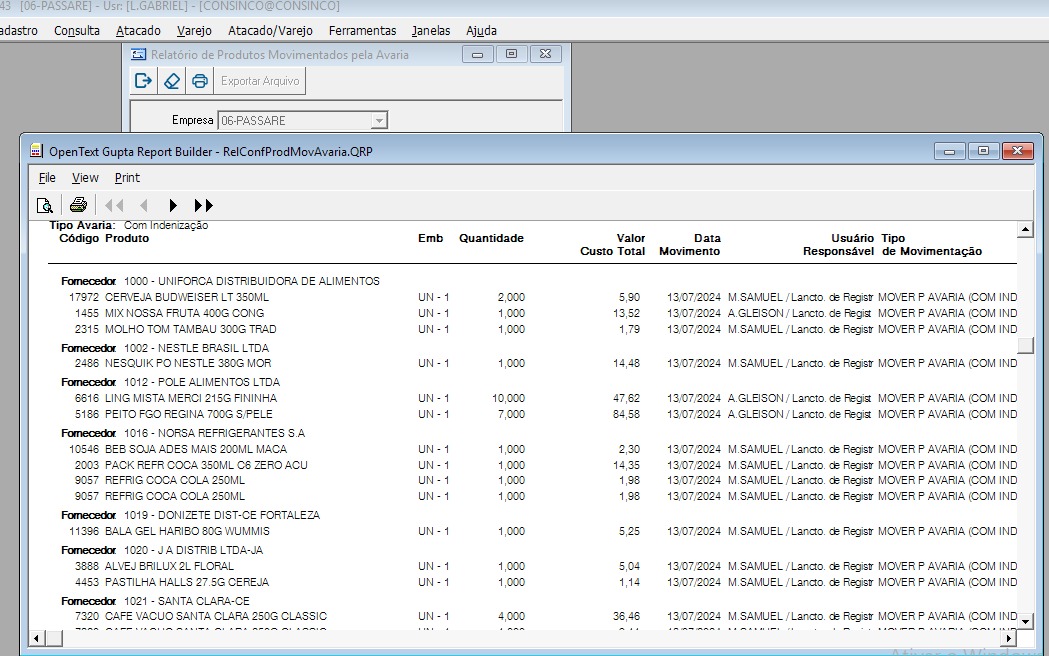 43 [06-PASSARE] - Usr: [L.GABRIEL] - [CONSINCO@CONSINCO]
adastro Consulta Atacado Varejo Atacado/Varejo Ferramentas Janelas Ajuda
Relatório de Produtos Movimentados pela Avaria
Exportar Arquivo
Empresa 06-PASSARE
OpenText Gupta Report Builder - RelConfProdMovAvaria.QRP
File View Print
Tipo Avaria: Com Indenização
Código Produto Emb Quantidade Valor Data Usuário Tipo
Custo Total Movimento Responsável de Movimentação
Fornecedor 1000 - UNIFORCA DISTRIBUIDORA DE ALIMENTOS
17972 CERVEJA BUDWEISER LT 350ML UN - 1 2,000 5,90 13/07/2024 M.SAMUEL / Lancto. de Registr MOVER P AVARIA (COM IND
1455 MIX NOSSA FRUTA 400G CONG UN - 1 1,000 13,52 13/07/2024 A.GLEISON / Lancto. de Regist MOVER P AVARIA (COM IND
2315 MOLHO TOM TAMBAU 300G TRAD UN - 1 1,000 1,79 13/07/2024 M.SAMUEL / Lancto. de Registr MOVER P AVARIA (COM IND
Fornecedor 1002 - NESTLE BRASIL LTDA
2486 NESQUIK PO NESTLE 380G MOR UN - 1 1,000 14,48 13/07/2024 M.SAMUEL / Lancto. de Registr MOVER P AVARIA (COM IND
Fornecedor 1012 - POLE ALIMENTOS LTDA
6616 LING MISTA MERCI 215G FININHA UN - 1 10,000 47,62 13/07/2024 A.GLEISON / Lancto. de Regist MOVER P AVARIA (COM IND
5186 PEITO FGO REGINA 700G S/PELE UN - 1 7,000 84,58 13/07/2024 A.GLEISON / Lancto. de Regist MOVER P AVARIA (COM IND
Fornecedor 1016 - NORSA REFRIGERANTES S.A
10546 BEB SOJA ADES MAIS 200ML MACA UN - 1 1,000 2,30 13/07/2024 M.SAMUEL / Lancto. de Registr MOVER P AVARIA (COM IND
2003 PACK REFR COCA 350ML C6 ZERO ACU UN - 1 1,000 14,35 13/07/2024 M.SAMUEL / Lancto. de Registr MOVER P AVARIA (COM IND
9057 REFRIG COCA COLA 250ML UN - 1 1,000 1,98 13/07/2024 M.SAMUEL / Lancto. de Registr MOVER P AVARIA (COM IND
9057 REFRIG COCA COLA 250ML UN - 1 1,000 1,98 13/07/2024 M.SAMUEL / Lancto. de Registr MOVER P AVARIA (COM IND
Fornecedor 1019 - DONIZETE DIST-CE FORTALEZA
11396 BALA GEL HARIBO 80G WUMMIS UN - 1 1,000 5,25 13/07/2024 M.SAMUEL / Lancto. de Registr MOVER P AVARIA (COM IND
Fornecedor 1020 - J A DISTRIB LTDA-JA
3888 ALVEJ BRILUX 2L FLORAL UN - 1 1,000 5,04 13/07/2024 M.SAMUEL / Lancto. de Registr MOVER P AVARIA (COM IND
4453 PASTILHA HALLS 27.5G CEREJA UN - 1 1,000 1,14 13/07/2024 M.SAMUEL / Lancto. de Registr MOVER P AVARIA (COM IND
Fornecedor 1021 - SANTA CLARA-CE
7320 CAFE VACUO SANTA CLARA 250G CLASSIC UN - 1 4,000 36,46 13/07/2024 M.SAMUEL / Lancto. de Registr MOVER P AVARIA (COM IND